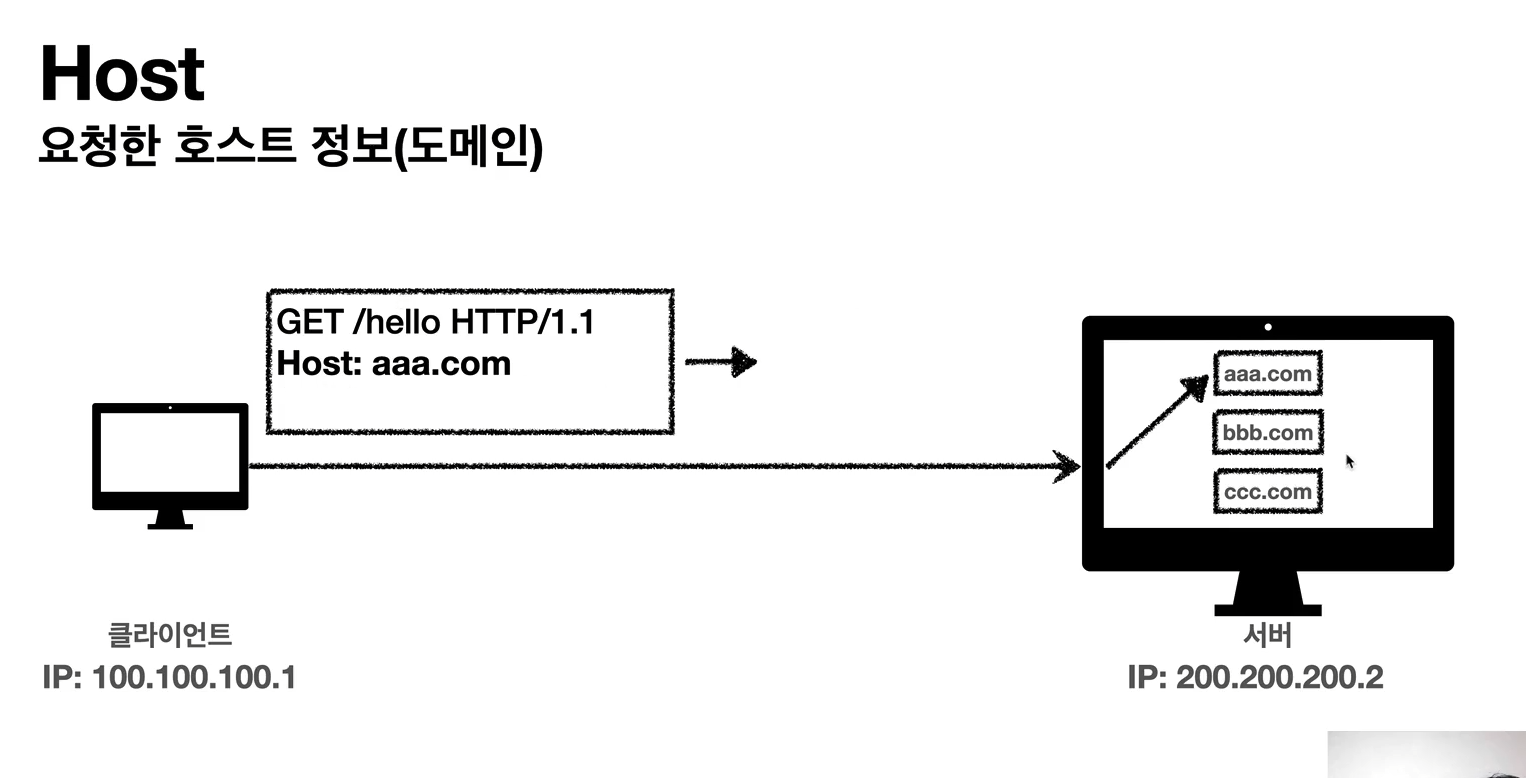 Host
요청한 호스트 정보(도메인)
GET /hello HTTP/1.1
Host: aaa.com
aaa.com
bbb.com
ccc.com
클라이언트
IP: 100.100.100.1
서버
IP: 200.200.200.2